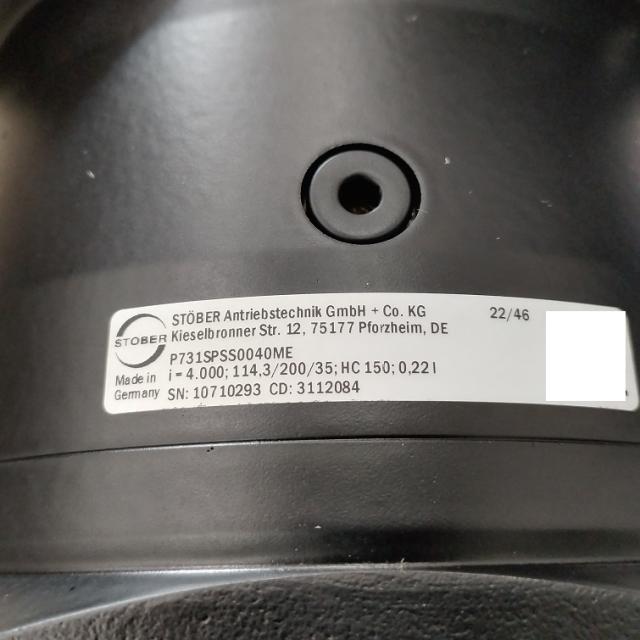 STÖBER Antriebstechnik GmbH + Co. KG 22/46
Kieselbronner Str. 12, 75177 Pforzheim, DE
STOBER
P731SPSS0040ME
i = 4.000; 114,3/200/35; HC 150; 0,22 l
Made in
Germany
SN: 10710293 CD: 3112084